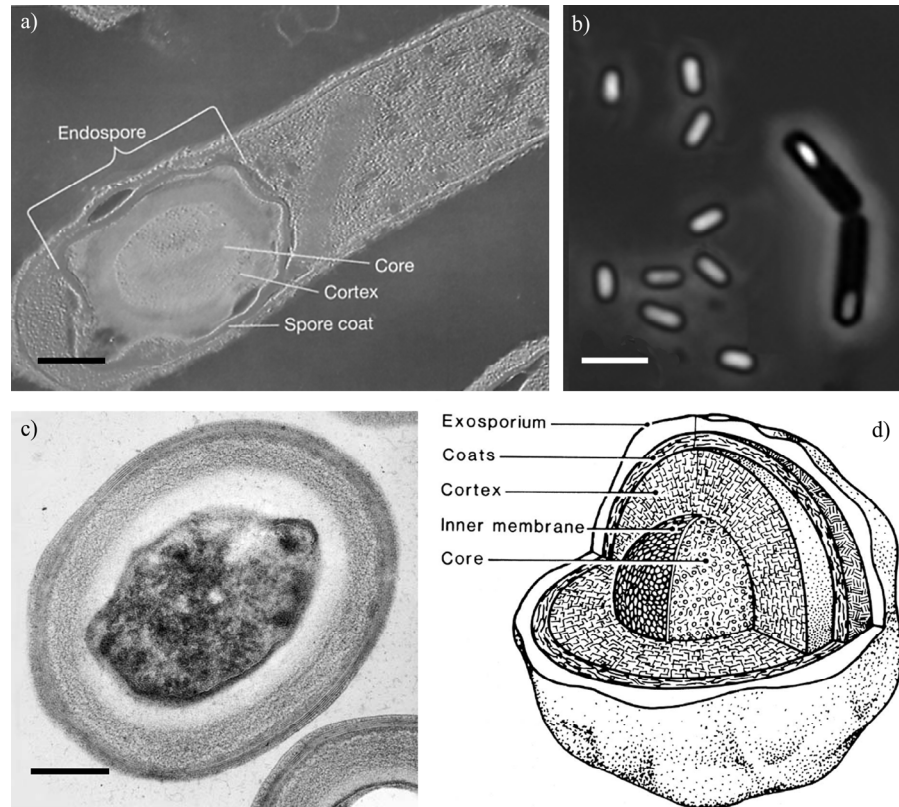 a)
Endospore
Core
Cortex
Spore coat
b)
c)
d)
Exosporium
Coats
Cortex
Inner membrane
Core